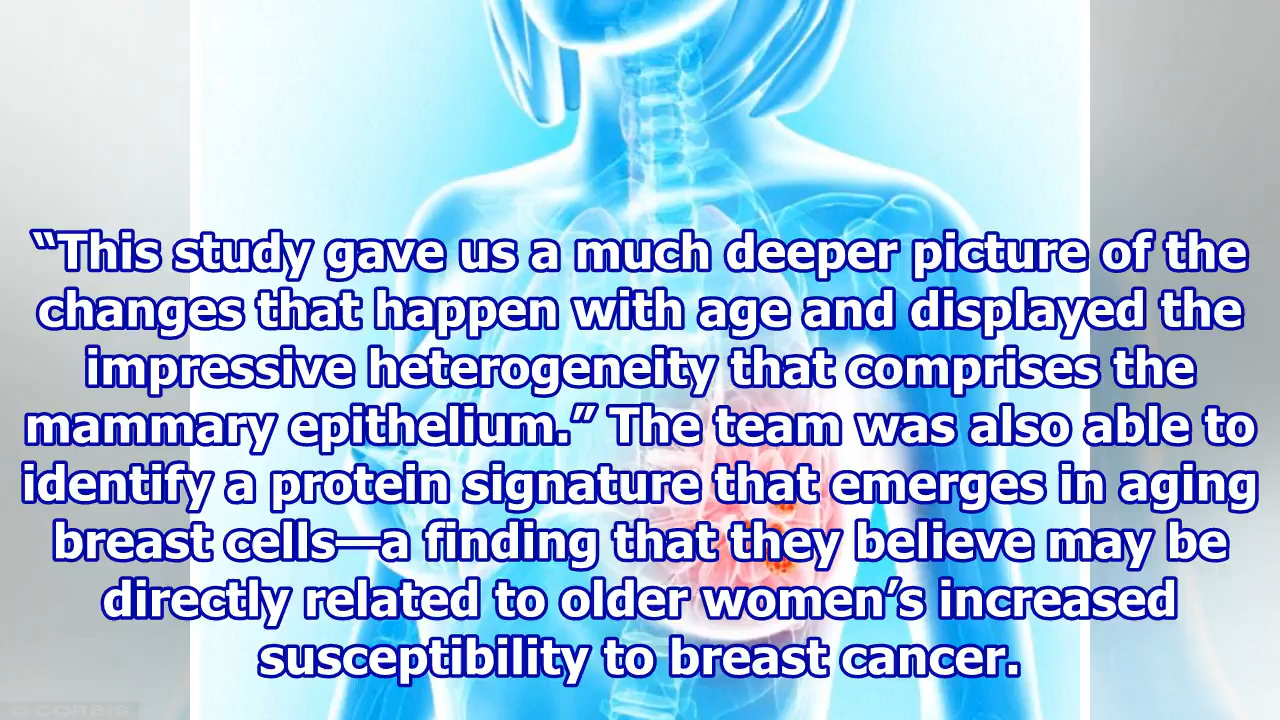 “This study gave us a much deeper picture of the
changes that happen with age and displayed the
impressive heterogeneity that comprises the
mammary epithelium.” The team was also able to
identify a protein signature that emerges in aging
breast cells—a finding that they believe may be
directly related to older women’s increased
susceptibility to breast cancer.
© CORBIS